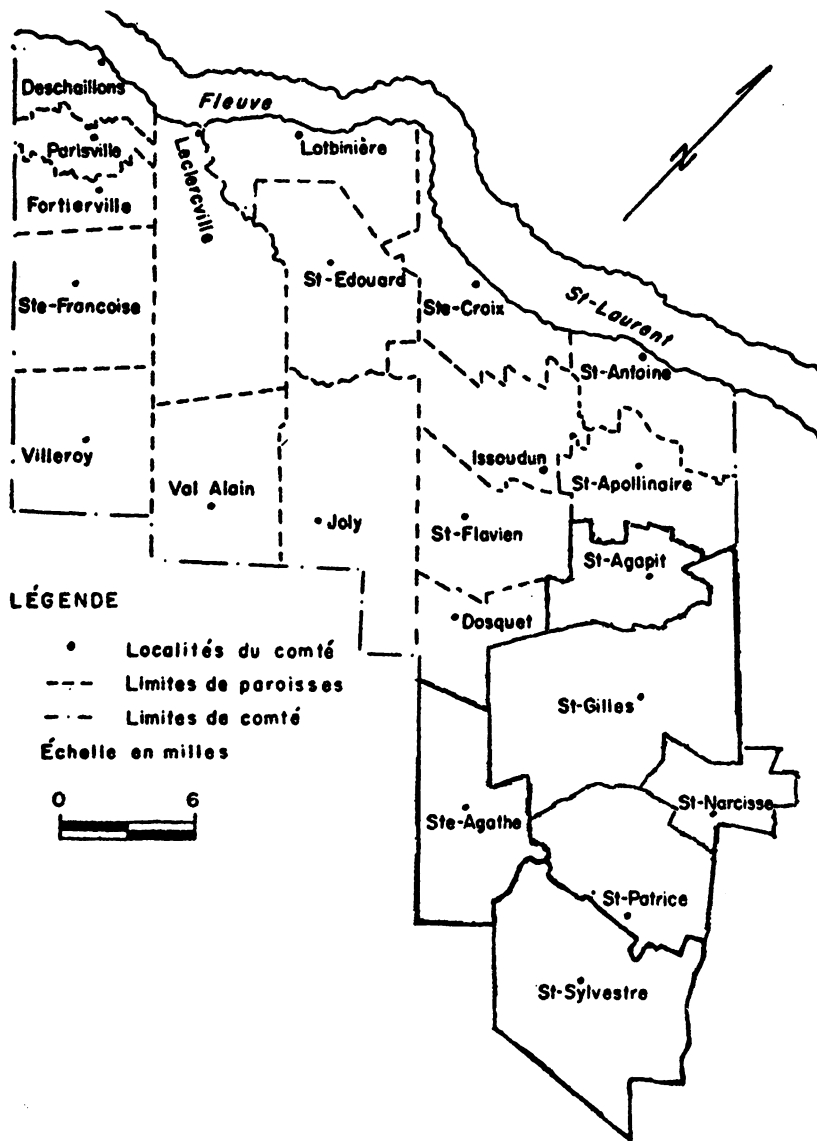 Deschaillons
Fleuve
Parisville
Leclercville
Lotbinière
Fortierville
N
St-Edouard
Ste-Francoise
Ste-Croix
St-Laurent
St-Antoine
Villeroy
Issoudun
Val Alain
St-Apollinaire
Joly
St-Flavien
St-Agapit
LÉGENDE
Dosquet
Localités du comté
Limites de paroisses
Limites de comté
St-Gilles
Échelle en milles
0 6
Ste-Agathe
St-Narcisse
St-Patrice
St-Sylvestre